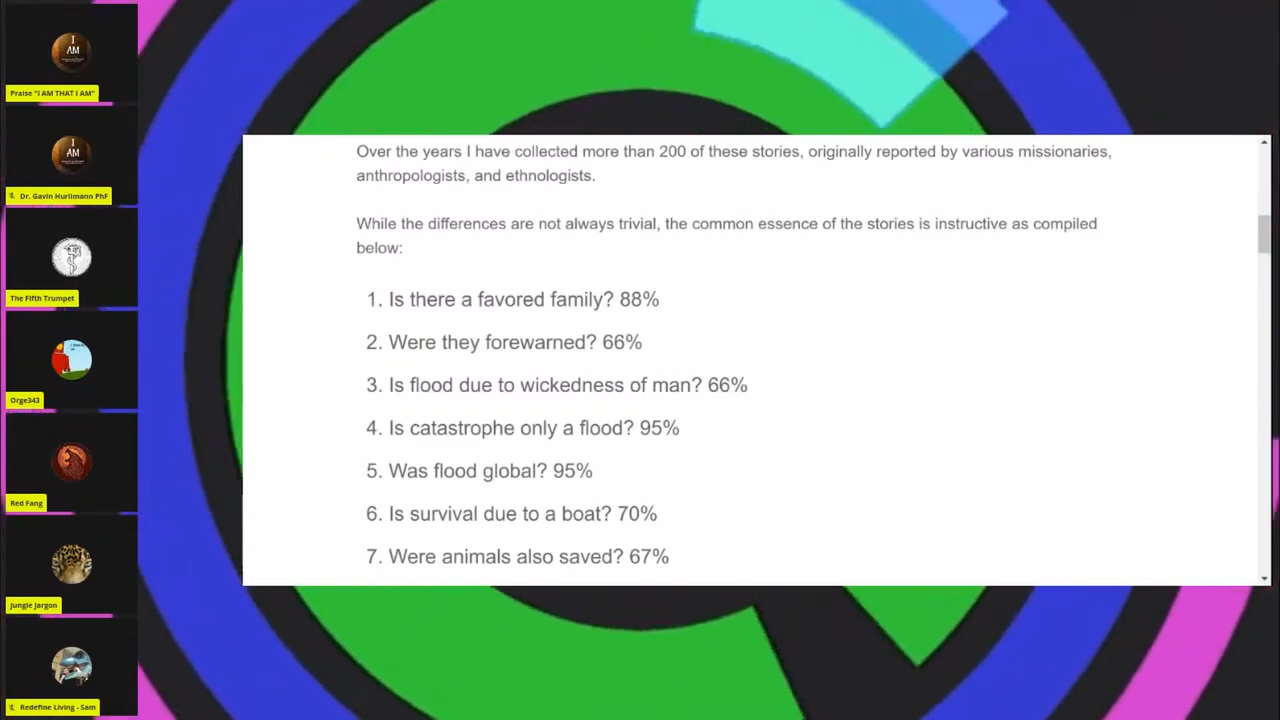 I
AM
Praise "I AM THAT I AM"
I
AM
Dr. Gavin Hurlimann PhF
The Fifth Trumpet
Orge343
Red Fang
Jungle Jargon
Redefine Living - Sam
Over the years I have collected more than 200 of these stories, originally reported by various missionaries,
anthropologists, and ethnologists.
While the differences are not always trivial, the common essence of the stories is instructive as compiled
below:
1. Is there a favored family? 88%
2. Were they forewarned? 66%
3. Is flood due to wickedness of man? 66%
4. Is catastrophe only a flood? 95%
5. Was flood global? 95%
6. Is survival due to a boat? 70%
7. Were animals also saved? 67%